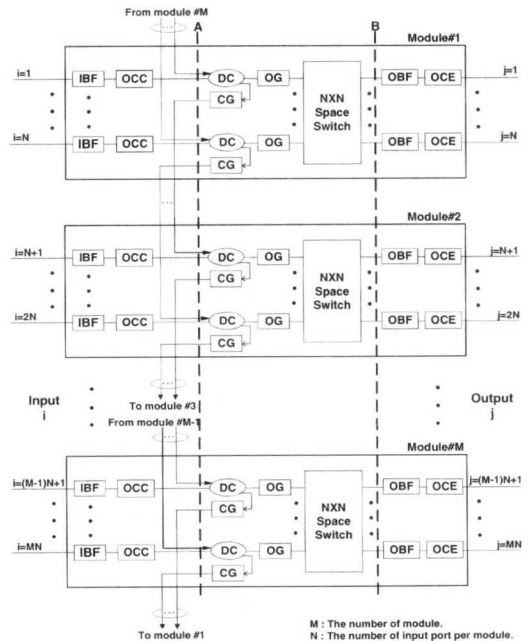 From module #M
A
B
Module#1
i=1
IBF
OCC
DC
OG
CG
NXN
Space
Switch
OBF
OCE
j=1
i=N
IBF
OCC
DC
OG
CG
OBF
OCE
j=N
Module#2
i=N+1
IBF
OCC
DC
OG
CG
NXN
Space
Switch
OBF
OCE
j=N+1
i=2N
IBF
OCC
DC
OG
CG
OBF
OCE
j=2N
Input
i
To module #3
From module #M-1
Output
j
Module#M
i=(M-1)N+1
IBF
OCC
DC
OG
CG
NXN
Space
Switch
OBF
OCE
j=(M-1)N+1
i=MN
IBF
OCC
DC
OG
CG
OBF
OCE
j=MN
To module #1
M : The number of module.
N : The number of input port per module.